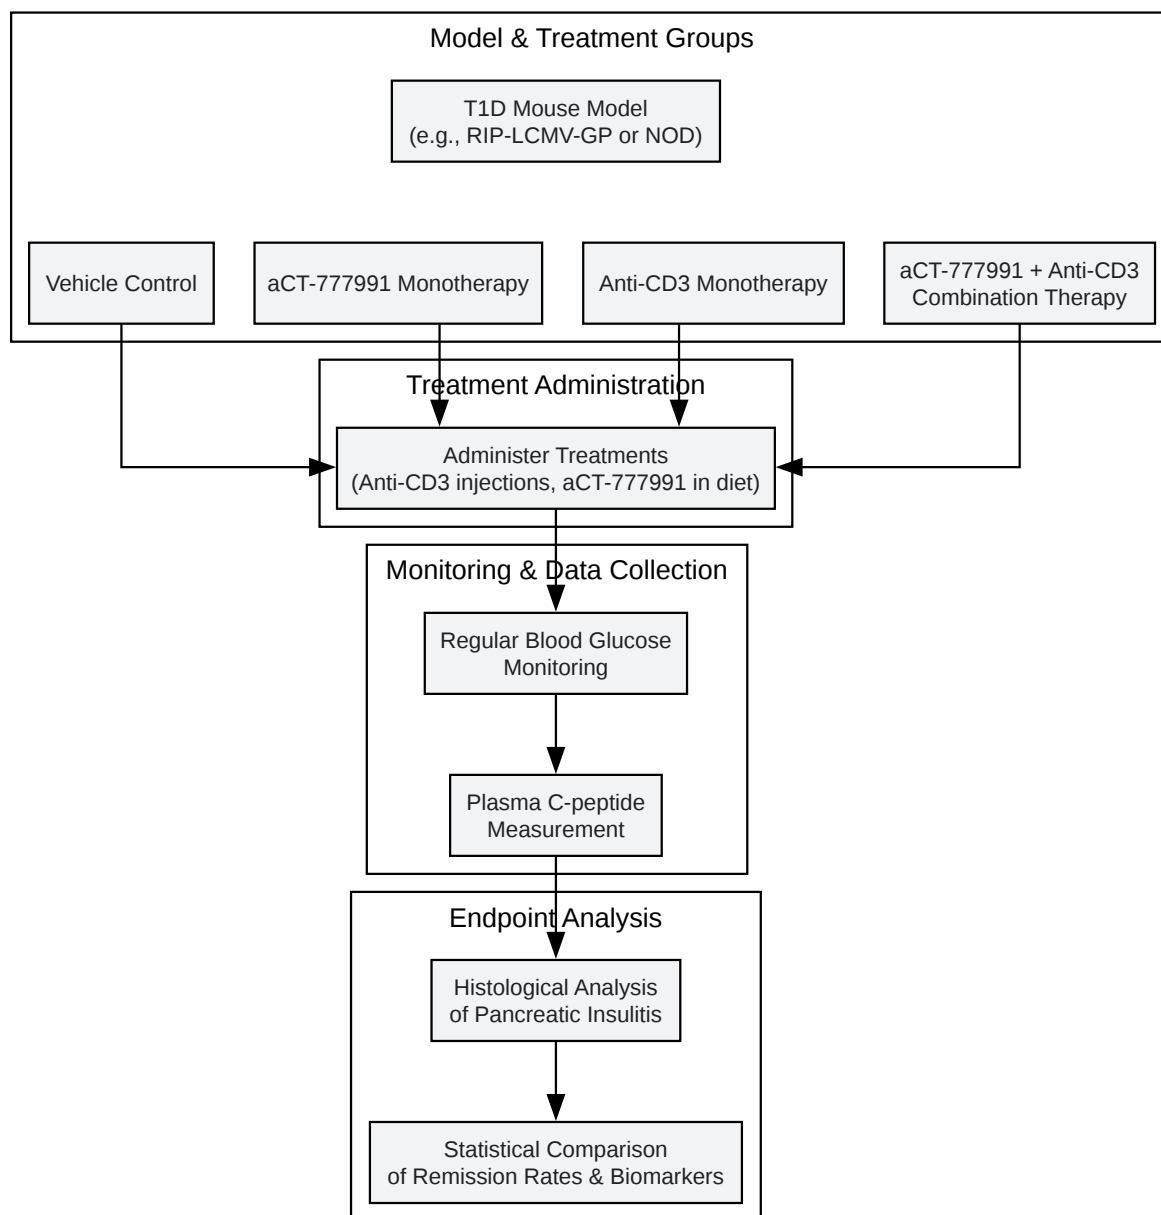 Model & Treatment Groups
T1D Mouse Model
(e.g., RIP-LCMV-GP or NOD)
Vehicle Control
aCT-777991 Monotherapy
Anti-CD3 Monotherapy
aCT-777991 + Anti-CD3
Combination Therapy
Treatment Administration
Administer Treatments
(Anti-CD3 injections, aCT-777991 in diet)
Monitoring & Data Collection
Regular Blood Glucose
Monitoring
Plasma C-peptide
Measurement
Endpoint Analysis
Histological Analysis
of Pancreatic Insulitis
Statistical Comparison
of Remission Rates & Biomarkers